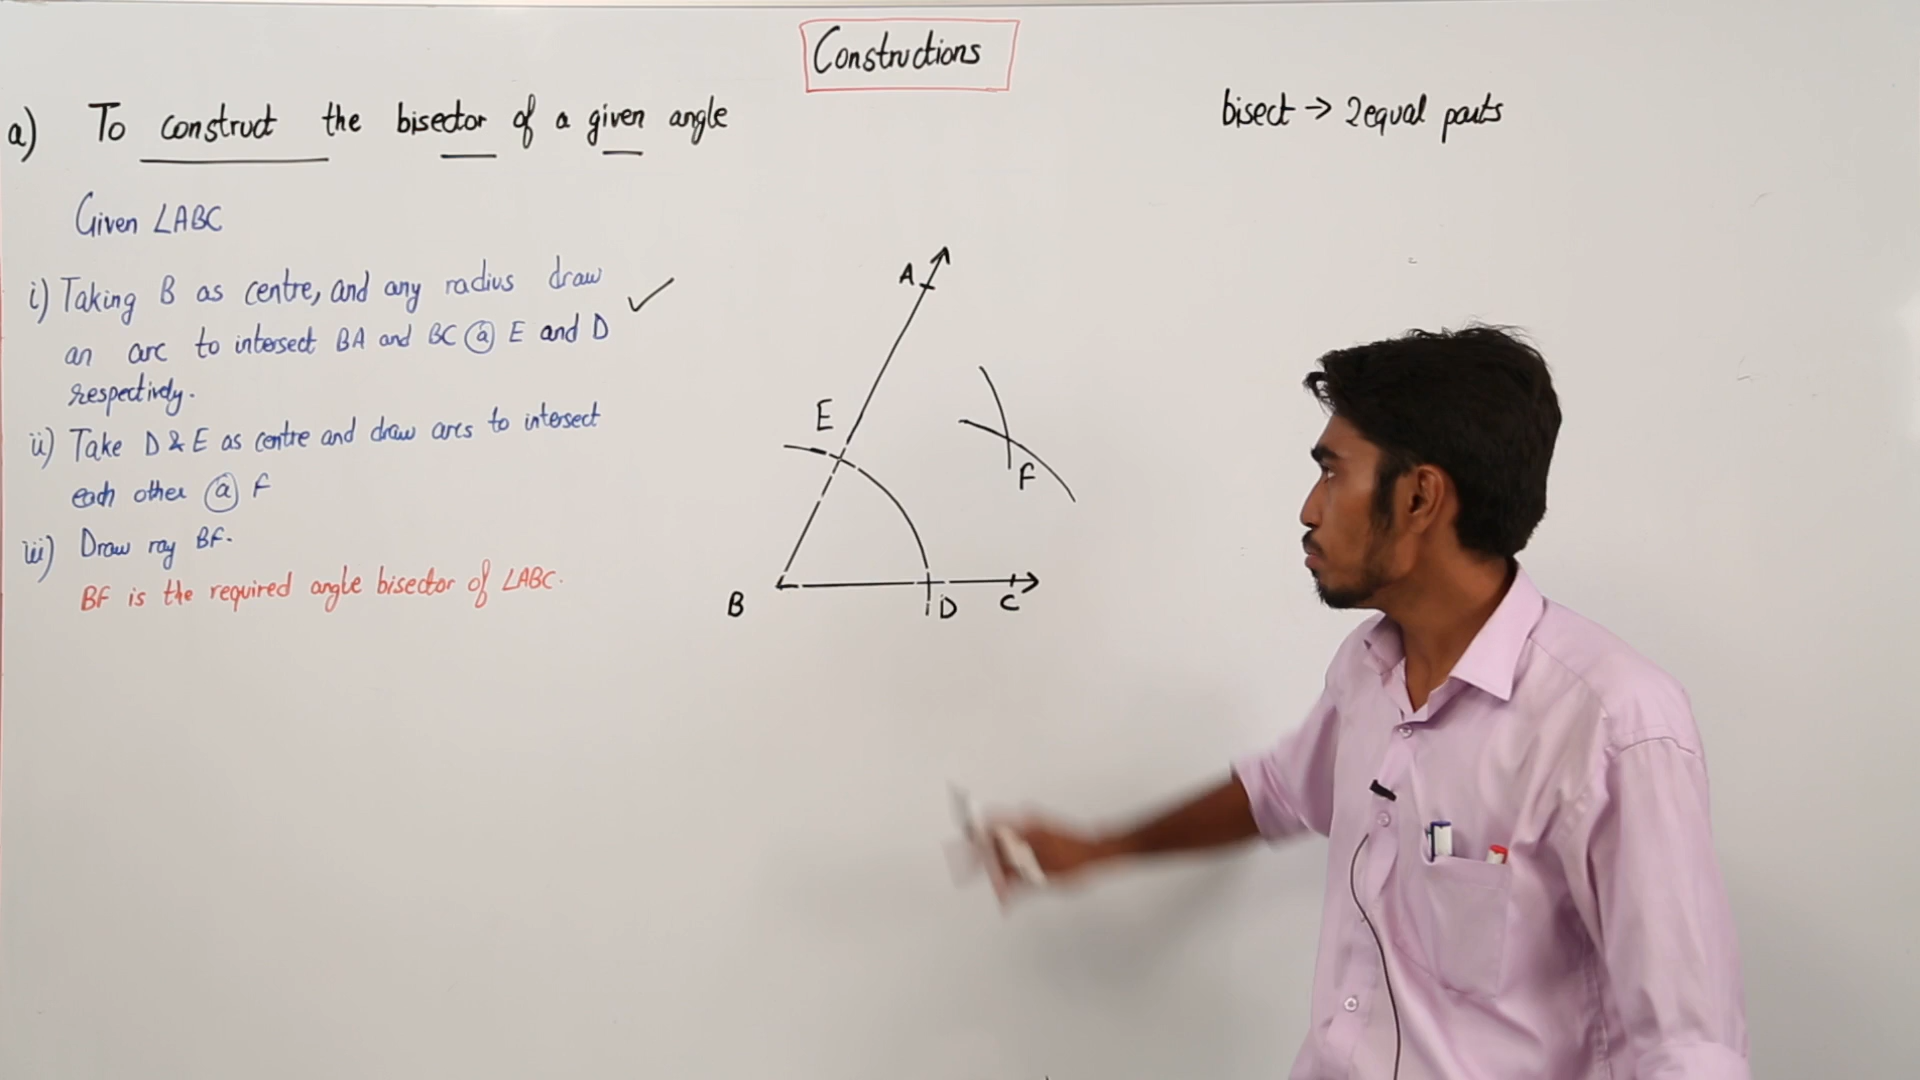 Constructions
a) To construct the bisector of a given angle
bisect → 2 equal parts
Given ∠ABC
i) Taking B as centre, and any radius draw
an arc to intersect BA and BC @ E and D
respectively.
ii) Take D & E as centre and draw arcs to intersect
each other @ F
iii) Draw ray BF.
BF is the required angle bisector of ∠ABC.
A
E
F
B
D
C